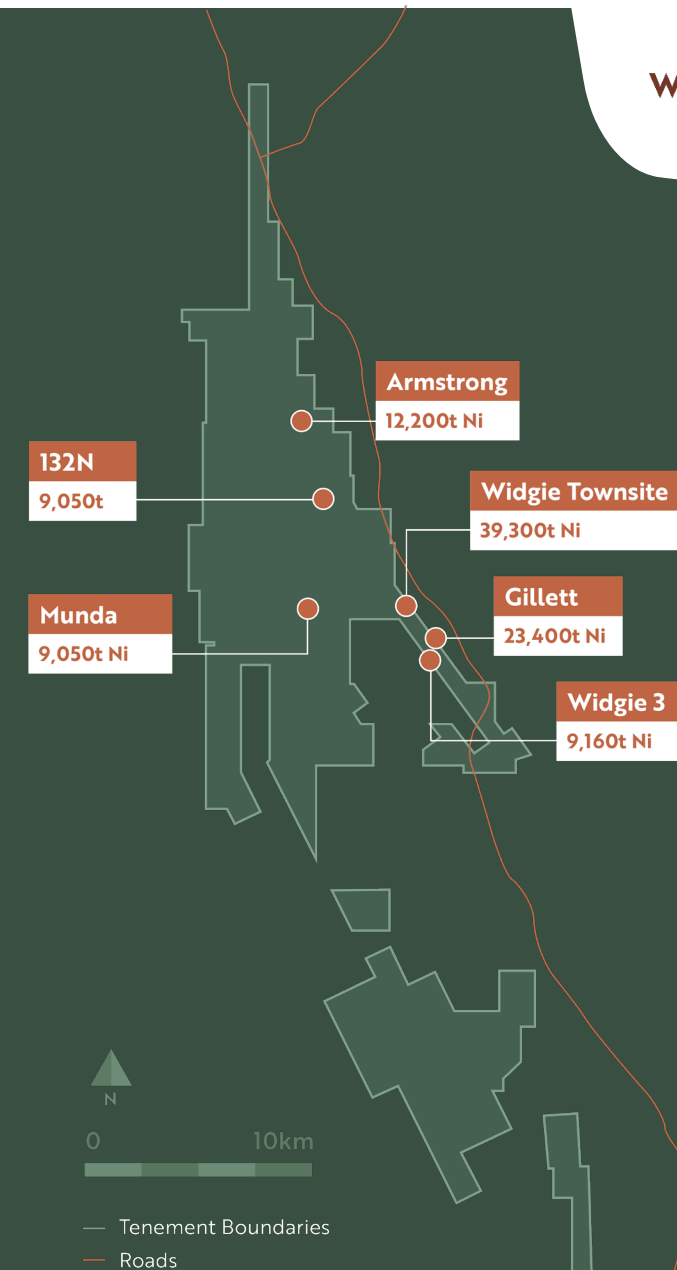 W
Armstrong
12,200t Ni
132N
9,050t
Widgie Townsite
39,300t Ni
Gillett
23,400t Ni
Munda
9,050t Ni
Widgie 3
9,160t Ni
N
0 10km
Tenement Boundaries
Roads